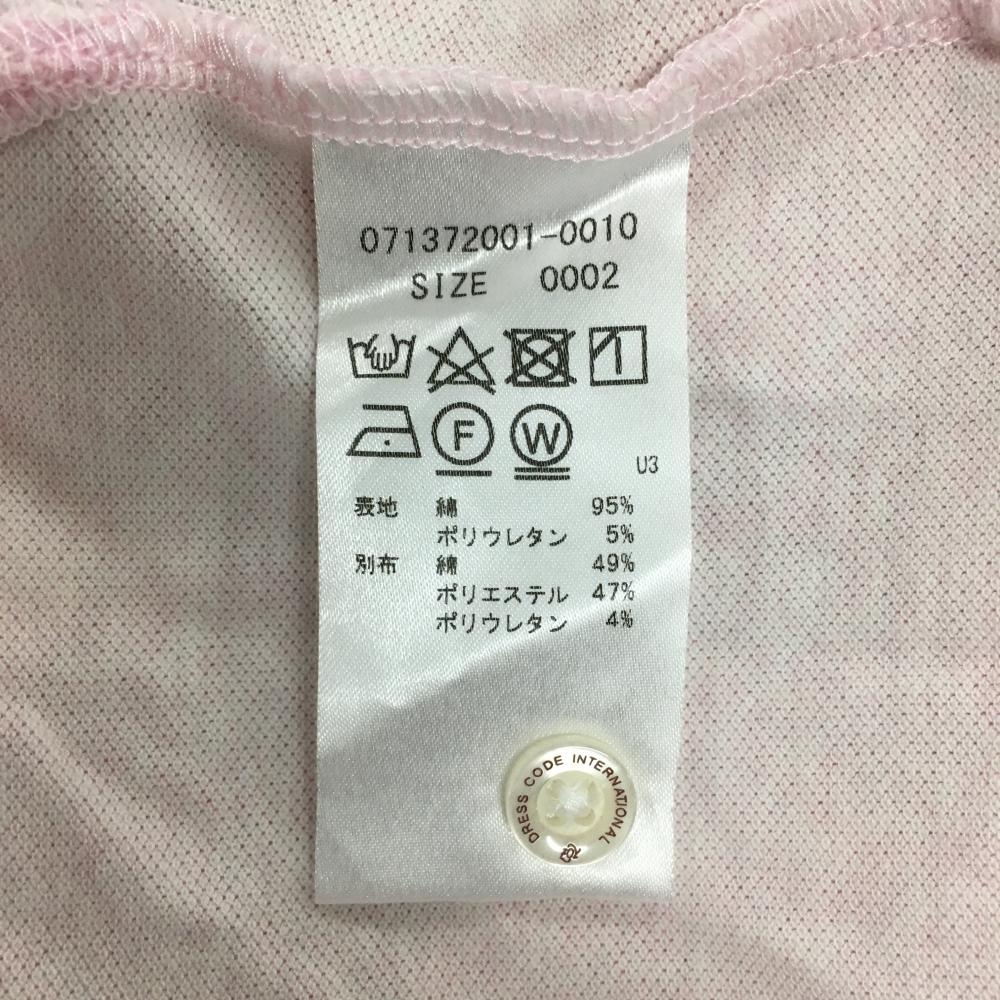 071372001-0010
SIZE 0002
F W
U3
表地 綿 95%
ポリウレタン 5%
別布 綿 49%
ポリエステル 47%
ポリウレタン 4%
DRESS CODE INTERNATIONAL